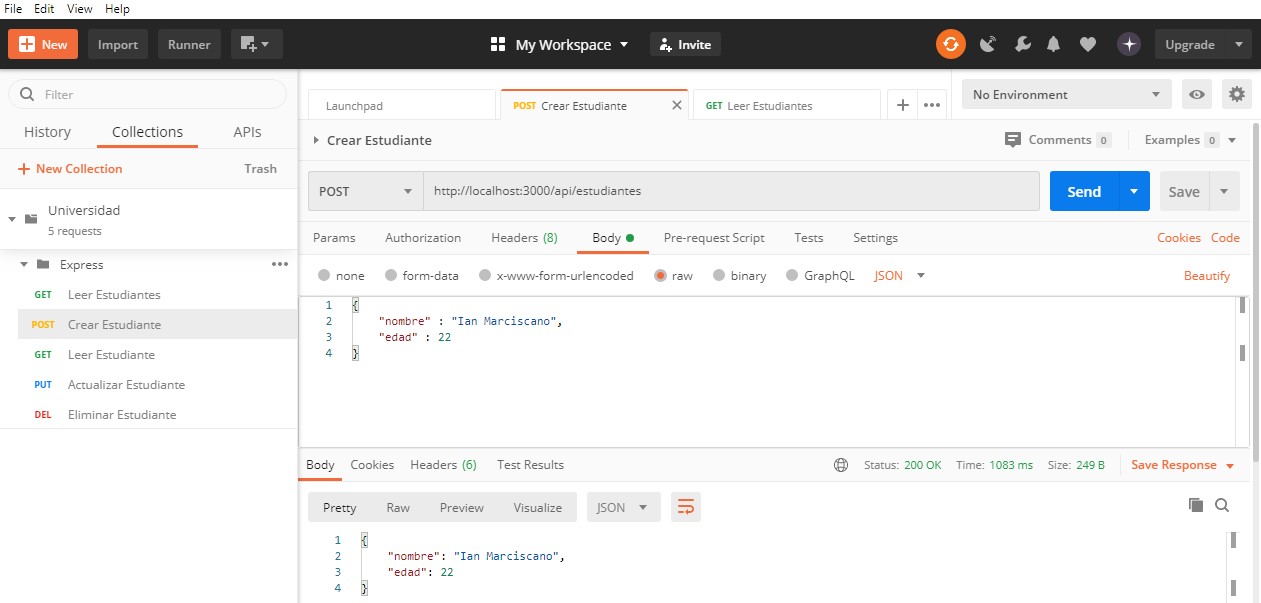 File Edit View Help
New Import Runner My Workspace Invite Upgrade
Filter
History Collections APIs
New Collection Trash
Universidad
5 requests
Express
GET Leer Estudiantes
POST Crear Estudiante
GET Leer Estudiante
PUT Actualizar Estudiante
DEL Eliminar Estudiante
Launchpad POST Crear Estudiante GET Leer Estudiantes No Environment
Crear Estudiante Comments 0 Examples 0
POST http://localhost:3000/api/estudiantes Send Save
Params Authorization Headers (8) Body Pre-request Script Tests Settings Cookies Code
none form-data x-www-form-urlencoded raw binary GraphQL JSON Beautify
1 {
2 "nombre" : "Ian Marciscano",
3 "edad" : 22
4 }
Body Cookies Headers (6) Test Results Status: 200 OK Time: 1083 ms Size: 249 B Save Response
Pretty Raw Preview Visualize JSON
1 {
2 "nombre": "Ian Marciscano",
3 "edad": 22
4 }